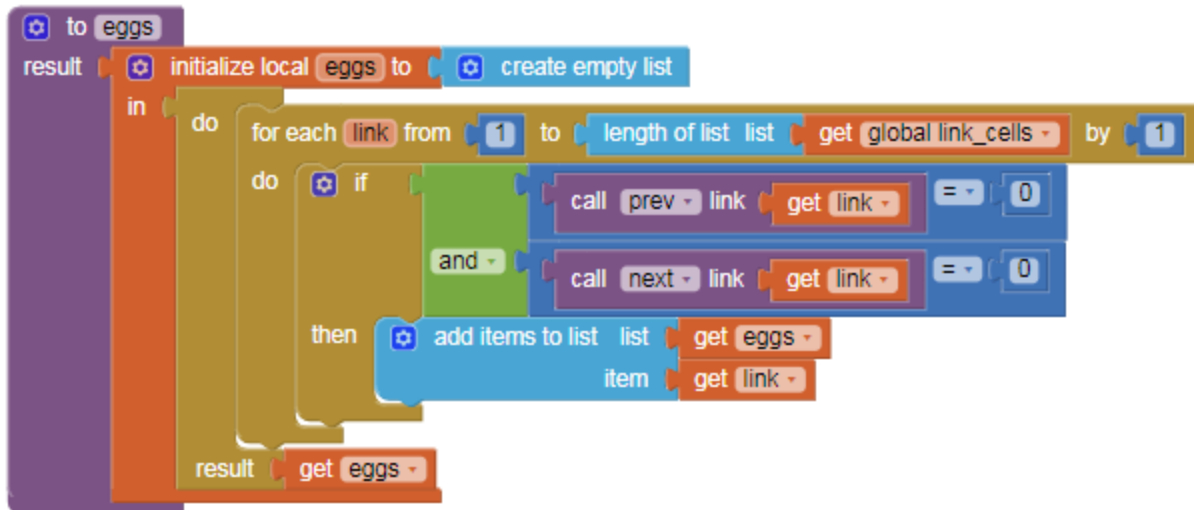 to eggs
result initialize local eggs to create empty list
in do for each link from 1 to length of list list get global link_cells by 1
do if call prev link get link = 0
and call next link get link = 0
then add items to list list get eggs
item get link
result get eggs